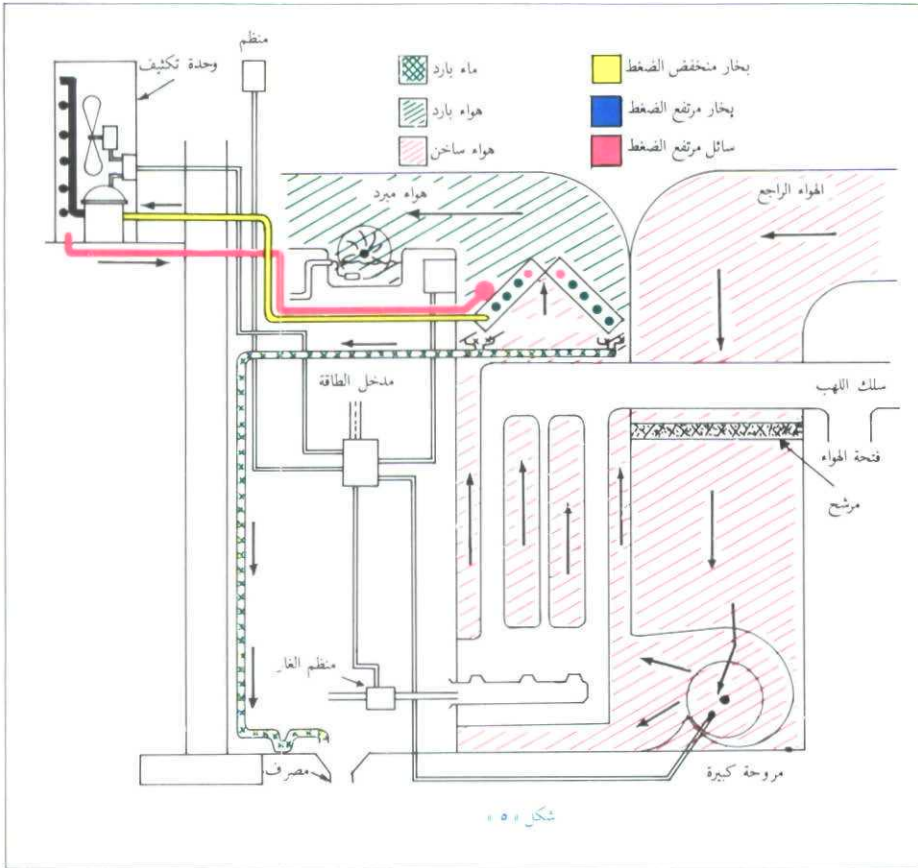 منظم
وحدة تكثيف
ماء بارد
هواء بارد
هواء ساخن
بخار منخفض الضغط
بخار مرتفع الضغط
سائل مرتفع الضغط
هواء مبرد
الهواء الراجع
مدخل الطاقة
سلك اللهب
فتحة الهواء
مرشح
منظم الغاز
مصرف
مروحة كبيرة
شكل « ٥ »